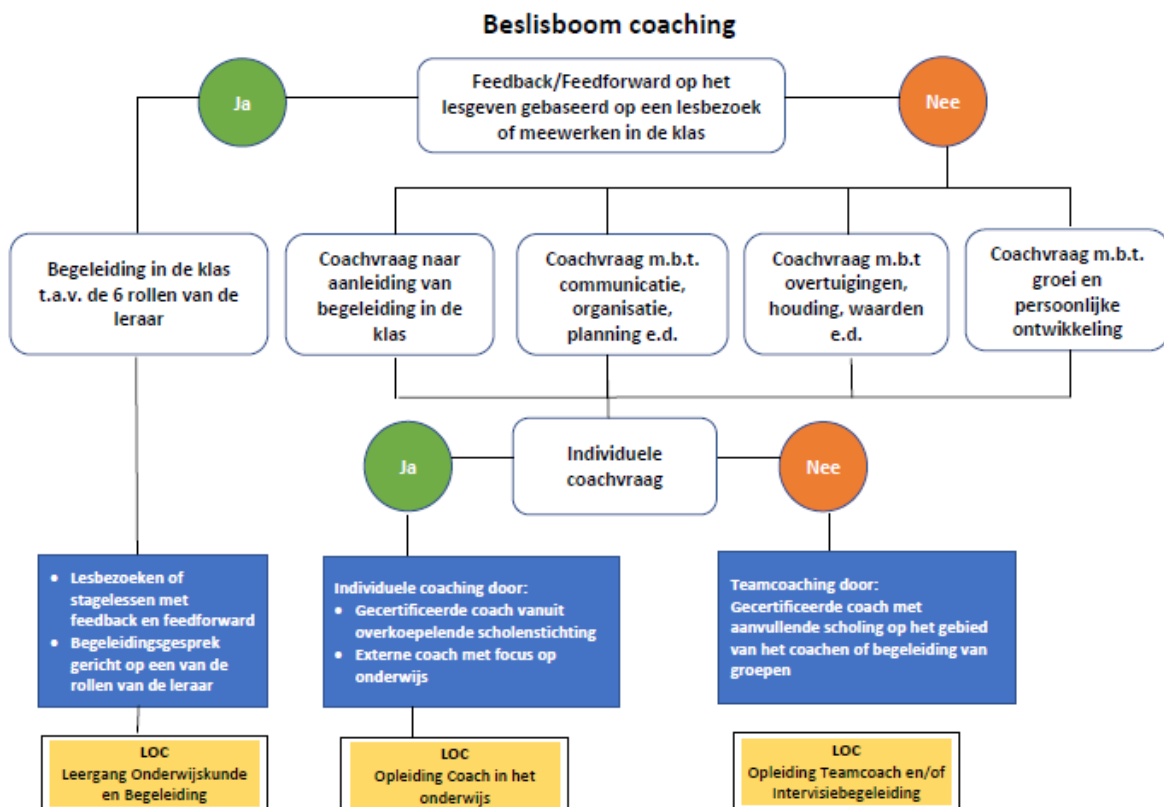 Beslisboom coaching
Ja
Feedback/Feedforward op het
lesgeven gebaseerd op een lesbezoek
of meewerken in de klas
Nee
Begeleiding in de klas
t.a.v. de 6 rollen van de
leraar
Coachvraag naar
aanleiding van
begeleiding in de
klas
Coachvraag m.b.t.
communicatie,
organisatie,
planning e.d.
Coachvraag m.b.t
overtuigingen,
houding, waarden
e.d.
Coachvraag m.b.t.
groei en
persoonlijke
ontwikkeling
Ja
Individuele
coachvraag
Nee
• Lesbezoeken of
stagelessen met
feedback en feedforward
• Begeleidingsgesprek
gericht op een van de
rollen van de leraar
Individuele coaching door:
• Gecertificeerde coach vanuit
overkoepelende scholenstichting
• Externe coach met focus op
onderwijs
Teamcoaching door:
Gecertificeerde coach met
aanvullende scholing op het gebied
van het coachen of begeleiding van
groepen
LOC
Leergang Onderwijskunde
en Begeleiding
LOC
Opleiding Coach in het
onderwijs
LOC
Opleiding Teamcoach en/of
Intervisiebegeleiding